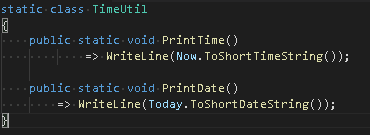 static class TimeUtil
{
    public static void PrintTime()
            => WriteLine(Now.ToShortTimeString());

    public static void PrintDate()
        => WriteLine(Today.ToShortDateString());
}